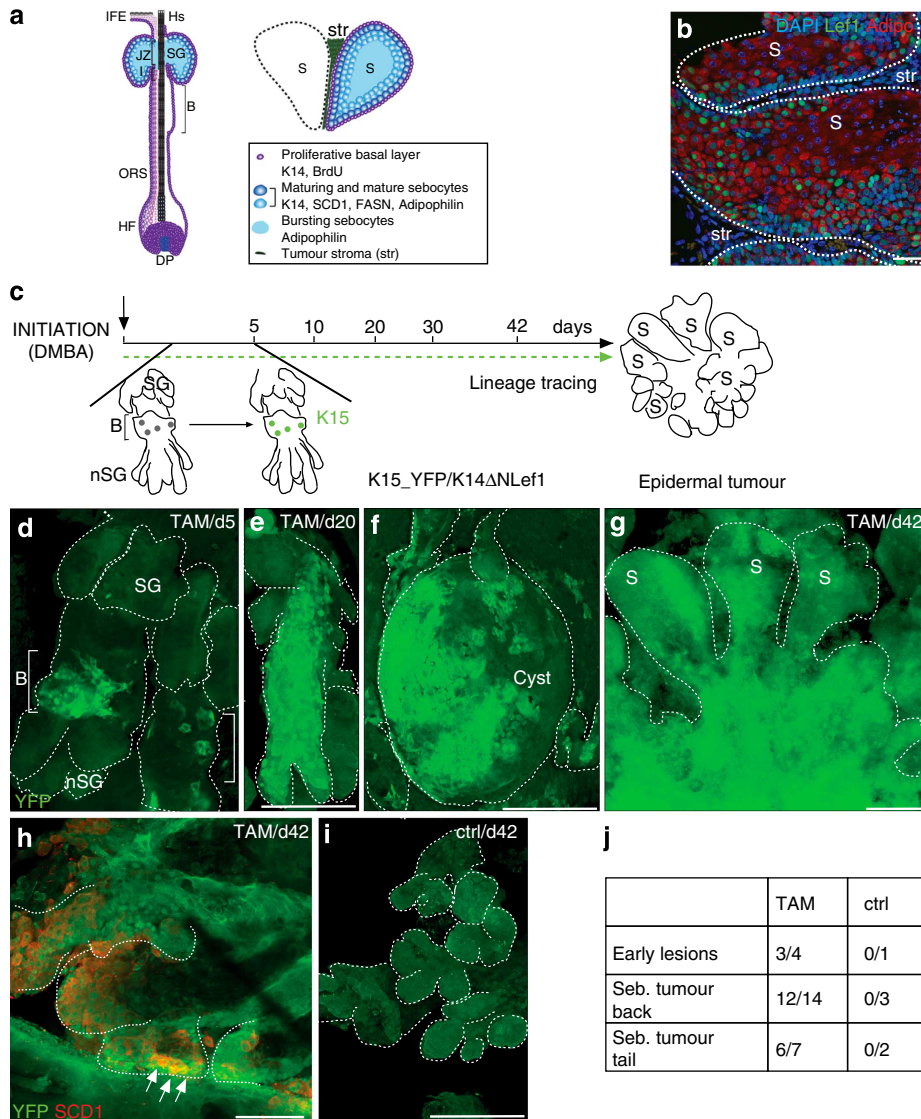 a
IFE
Hs
JZ
SG
I
B
ORS
HF
DP
str
S
S
Proliferative basal layer
K14, BrdU
Maturing and mature sebocytes
K14, SCD1, FASN, Adipophilin
Bursting sebocytes
Adipophilin
Tumour stroma (str)
b
DAPI Left1 Adipo
S
str
S
str
c
INITIATION
(DMBA)
5 10 20 30 42 days
Lineage tracing
SG
B
nSG
K15
K15_YFP/K14ΔNLef1
S
S
S
S
S
S
Epidermal tumour
d
TAM/d5
SG
B
nSG
YFP
e
TAM/d20
f
Cyst
g
TAM/d42
S
S
S
h
TAM/d42
YFP SCD1
i
ctrl/d42
j
TAM ctrl
Early lesions 3/4 0/1
Seb. tumour
back 12/14 0/3
Seb. tumour
tail 6/7 0/2